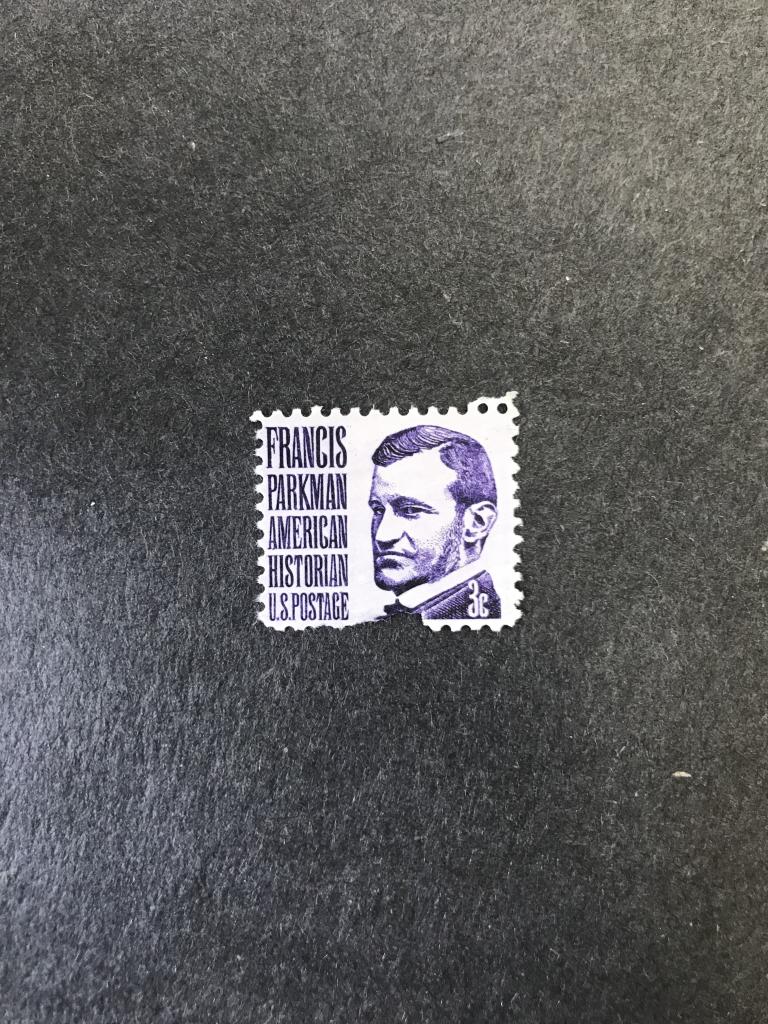 FRANCIS
PARKMAN
AMERICAN
HISTORIAN
U.S.POSTAGE
3c